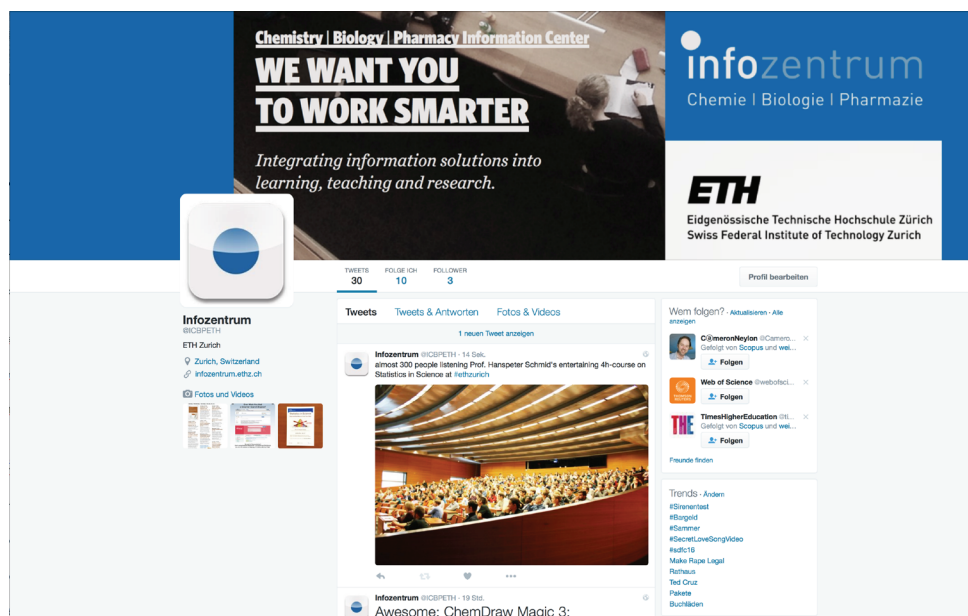 Chemistry | Biology | Pharmacy Information Center
WE WANT YOU
TO WORK SMARTER
Integrating information solutions into
learning, teaching and research.
infozentrum
Chemie | Biologie | Pharmazie
ETH
Eidgenössische Technische Hochschule Zürich
Swiss Federal Institute of Technology Zurich
TWEETS
30
FOLGE ICH
10
FOLLOWER
3
Profil bearbeiten
Infozentrum
@ICBPETH
ETH Zurich
Zurich, Switzerland
infozentrum.ethz.ch
Fotos und Videos
Tweets Tweets & Antworten Fotos & Videos
1 neuen Tweet anzeigen
Infozentrum @ICBPETH · 14 Sek.
almost 300 people listening Prof. Hanspeter Schmid's entertaining 4h-course on
Statistics in Science at #ethzurich
Infozentrum @ICBPETH · 19 Std.
Awesome: ChemDraw Magic 3:
Wem folgen? · Aktualisieren · Alle
anzeigen
C@meronNeylon @Camero...
Gefolgt von Scopus und wei...
Folgen
Web of Science @webofsci...
Folgen
THE
TimesHigherEducation @ti...
Gefolgt von Scopus und wei...
Folgen
Freunde finden
Trends · Ändern
#Sirenentest
#Bargeld
#Sammer
#SecretLoveSongVideo
#sdfc16
Make Rape Legal
Rathaus
Ted Cruz
Pakete
Buchläden